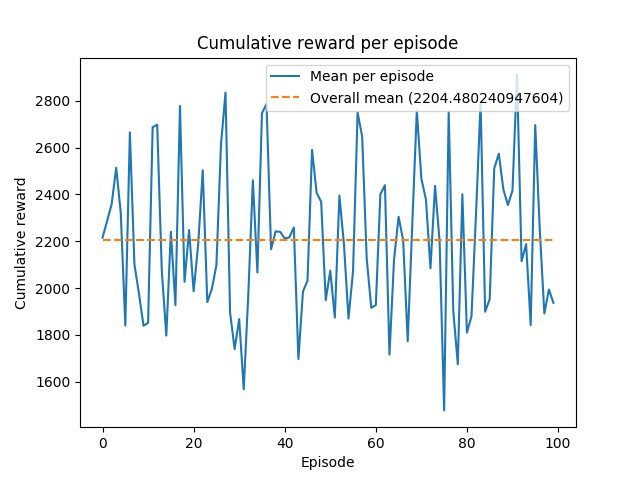 Cumulative reward per episode
Mean per episode
Overall mean (2204.480240947604)
Cumulative reward
2800
2600
2400
2200
2000
1800
1600
0 20 40 60 80 100
Episode